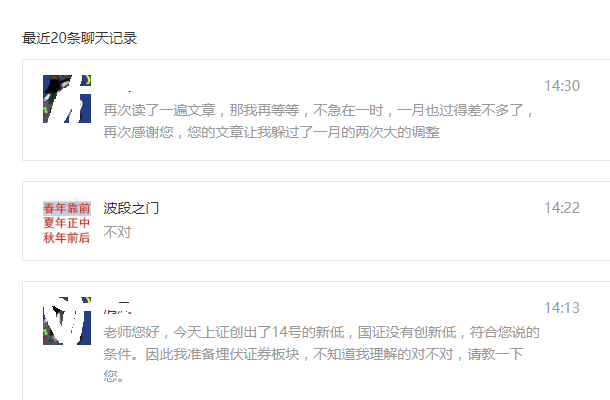 最近20条聊天记录
14:30
再次读了一遍文章，那我再等等，不急在一时，一月也过得差不多了，
再次感谢您，您的文章让我躲过了一月的两次大的调整
春年靠前
夏年正中
秋年前后
波段之门
14:22
不对
14:13
老师您好，今天上证创出了14号的新低，国证没有创新低，符合您说的
条件。因此我准备埋伏证券板块，不知道我理解的对不对，请教一下
您。